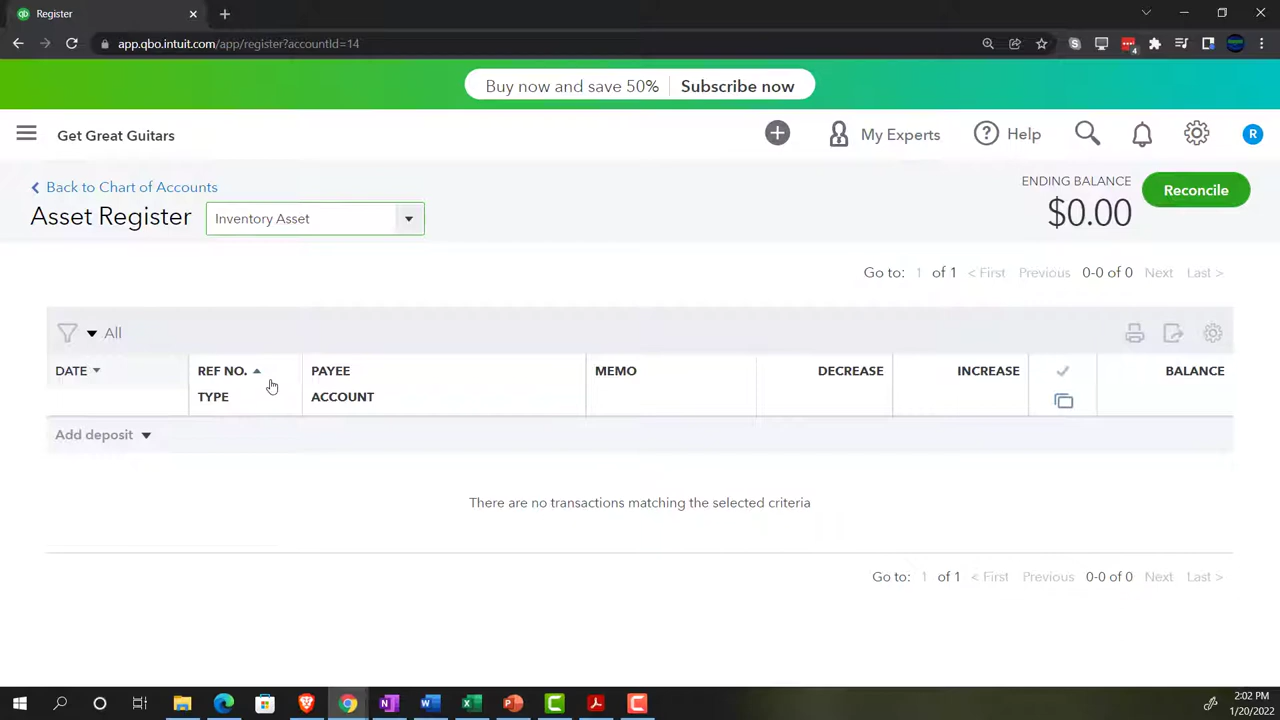 Register
app.qbo.intuit.com/app/register?accountId=14
4
Buy now and save 50% Subscribe now
Get Great Guitars My Experts Help R
Back to Chart of Accounts
Asset Register Inventory Asset
ENDING BALANCE
$0.00
Reconcile
Go to: 1 of 1 < First Previous 0-0 of 0 Next Last >
All
DATE REF NO. PAYEE MEMO DECREASE INCREASE BALANCE
TYPE ACCOUNT
Add deposit
There are no transactions matching the selected criteria
Go to: 1 of 1 < First Previous 0-0 of 0 Next Last >
2:02 PM
1/20/2022